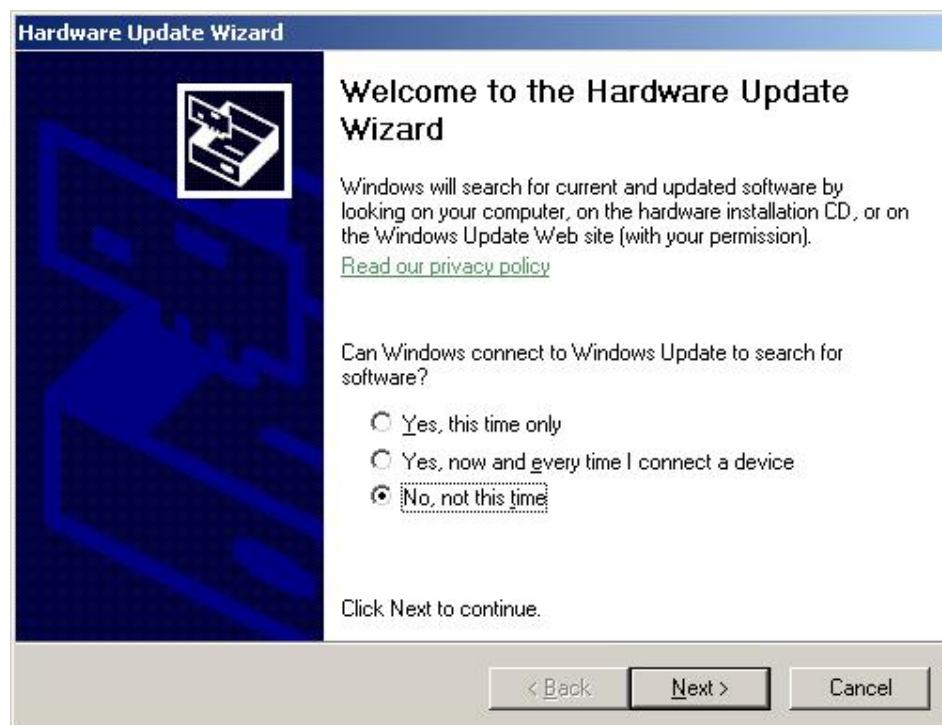 Hardware Update Wizard
Welcome to the Hardware Update
Wizard
Windows will search for current and updated software by
looking on your computer, on the hardware installation CD, or on
the Windows Update Web site (with your permission).
Read our privacy policy
Can Windows connect to Windows Update to search for
software?
Yes, this time only
Yes, now and every time I connect a device
No, not this time
Click Next to continue.
< Back
Next >
Cancel